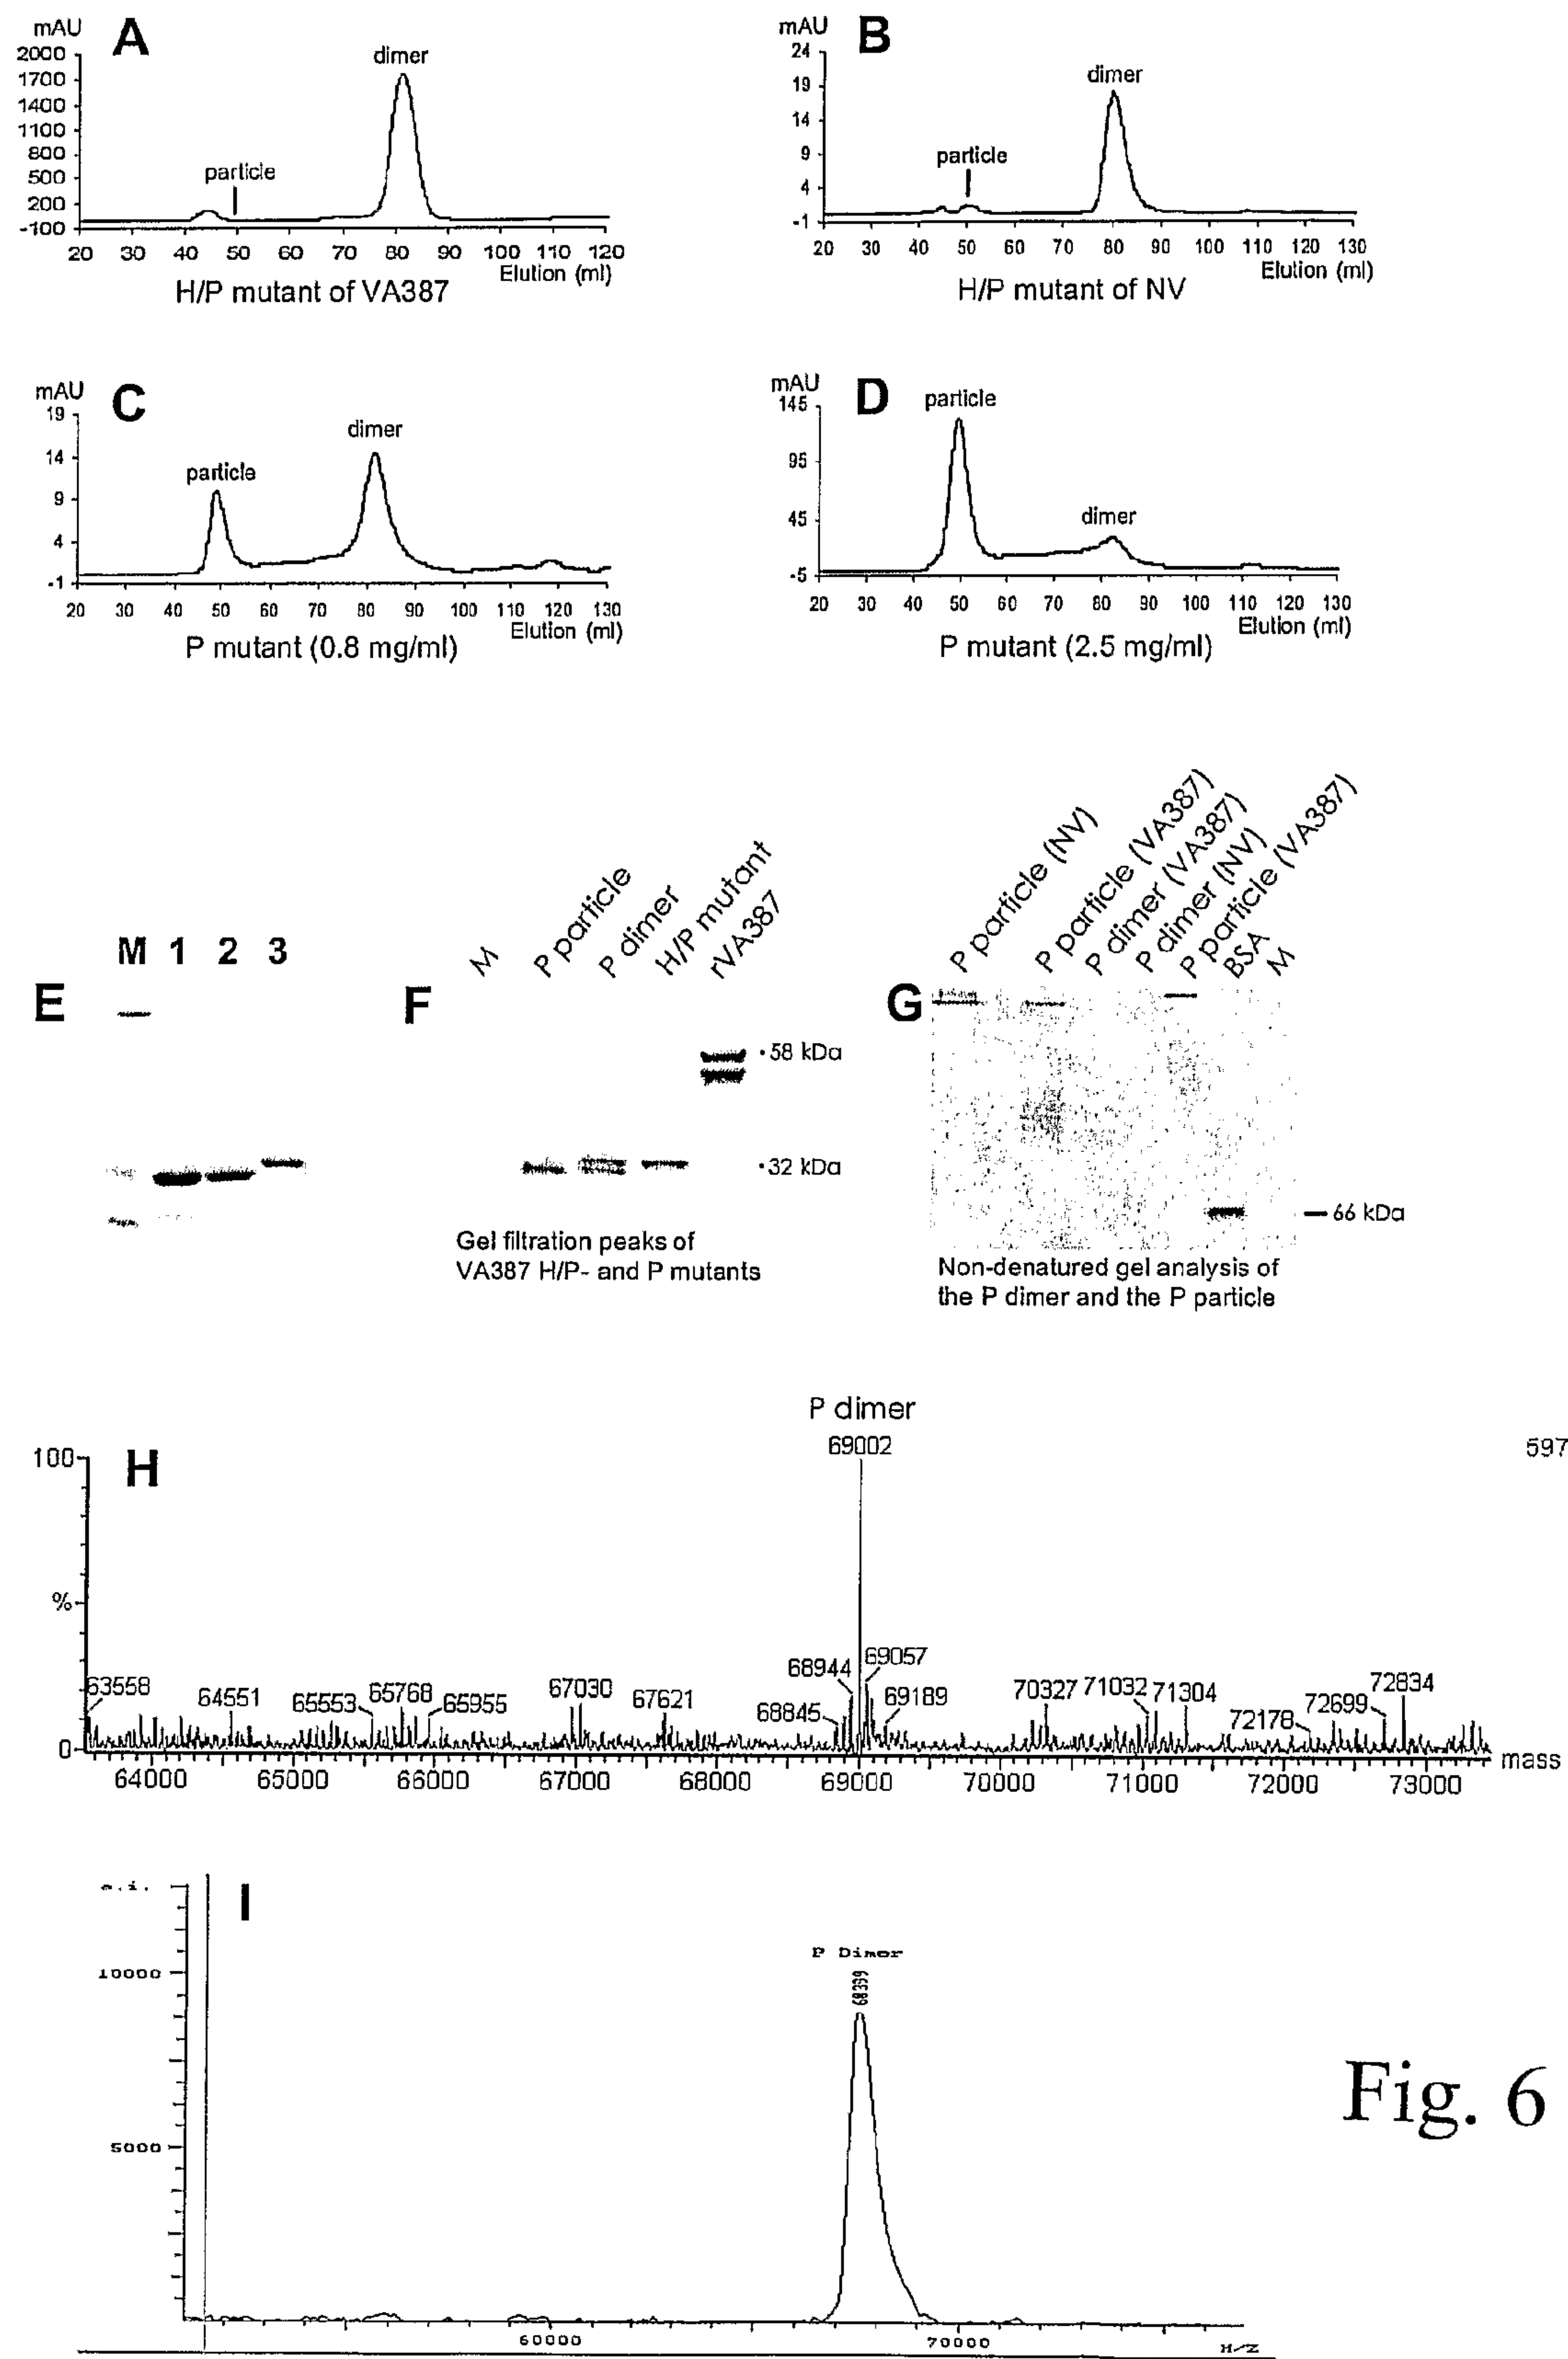 A
mAU
2000
1700
1400
1100
800
500
200
-100
dimer
particle
20 30 40 50 60 70 80 90 100 110 120
Elution (ml)
H/P mutant of VA387
B
mAU
24
19
14
9
4
-1
dimer
particle
20 30 40 50 60 70 80 90 100 110 120 130
Elution (ml)
H/P mutant of NV
C
mAU
19
14
9
4
-1
dimer
particle
20 30 40 50 60 70 80 90 100 110 120 130
Elution (ml)
P mutant (0.8 mg/ml)
D
mAU
145
95
45
-5
particle
dimer
20 30 40 50 60 70 80 90 100 110 120 130
Elution (ml)
P mutant (2.5 mg/ml)
E
M 1 2 3
F
M
P particle
P dimer
H/P mutant
rVA387
58 kDa
32 kDa
Gel filtration peaks of
VA387 H/P- and P mutants
G
P particle (NV)
P particle (VA387)
P dimer (VA387)
P dimer (NV)
P particle (VA387)
BSA
M
66 kDa
Non-denatured gel analysis of
the P dimer and the P particle
H
P dimer
69002
597
100
%
0
63558
64551
65553
65768
65955
67030
67621
68845
68944
69057
69189
70327
71032
71304
72178
72699
72834
mass
64000 65000 66000 67000 68000 69000 70000 71000 72000 73000
I
a.i.
P Dimer
68399
10000
5000
60000 70000
M/Z
Fig. 6